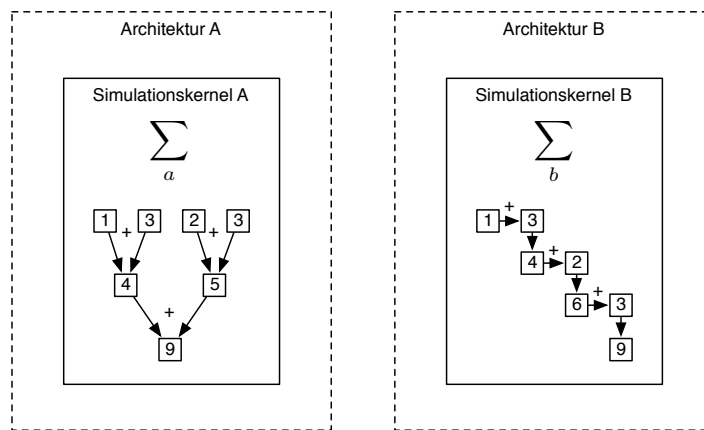 Architektur A
Simulationskernel A
∑
a
1 + 3 2 + 3
4 5
+
9
Architektur B
Simulationskernel B
∑
b
1 + 3
4 + 2
6 + 3
9